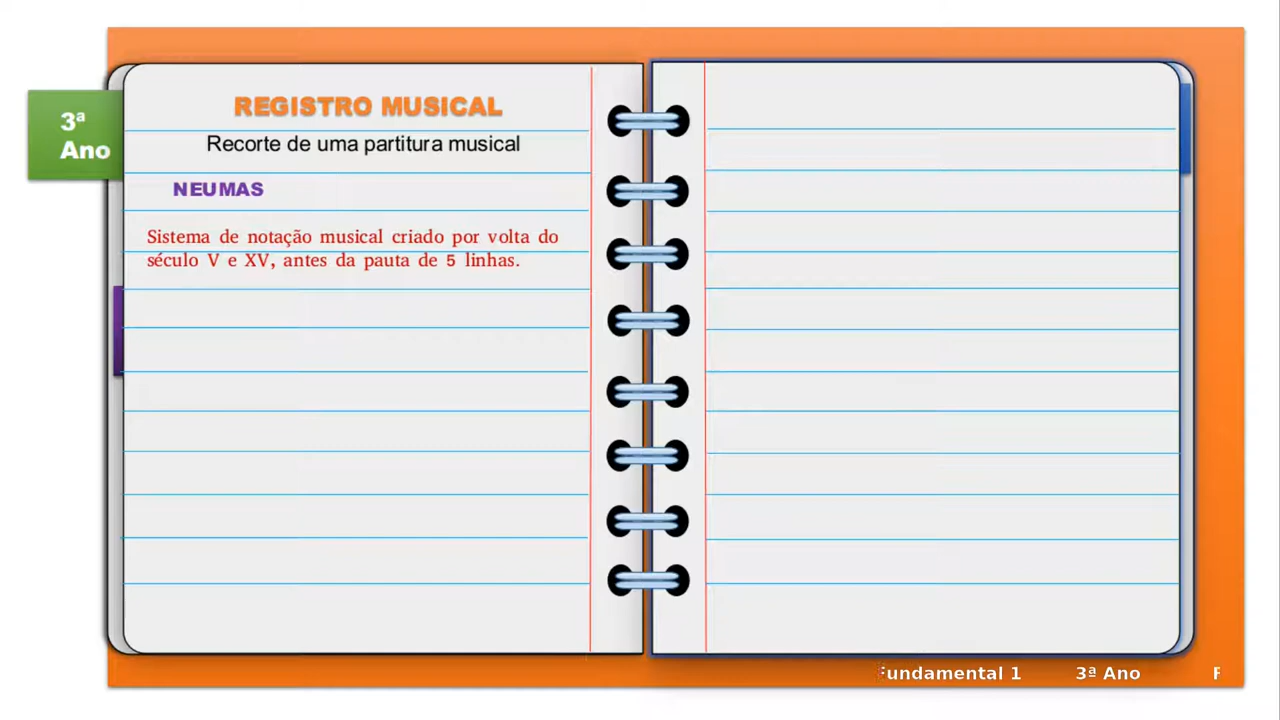 REGISTRO MUSICAL
3ª
Ano
Recorte de uma partitura musical
NEUMAS
Sistema de notação musical criado por volta do
século V e XV, antes da pauta de 5 linhas.
Fundamental 1 3ª Ano F